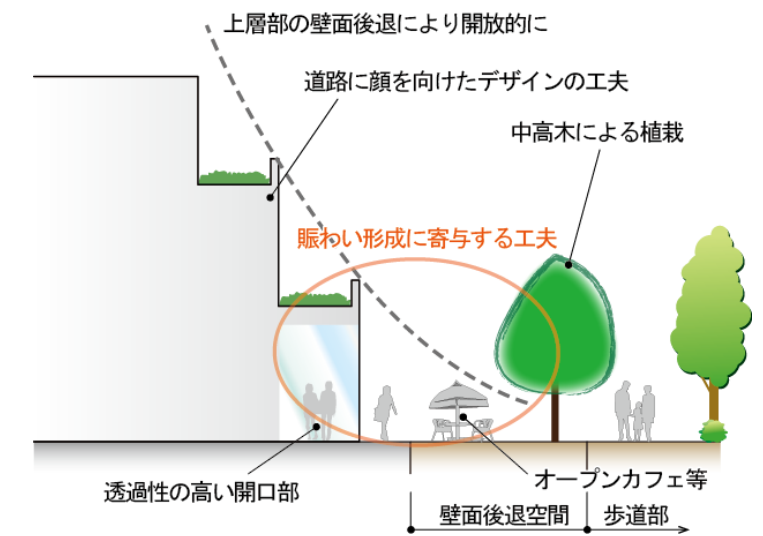 上層部の壁面後退により開放的に
道路に顔を向けたデザインの工夫
中高木による植栽
賑わい形成に寄与する工夫
透過性の高い開口部
オープンカフェ等
壁面後退空間
歩道部